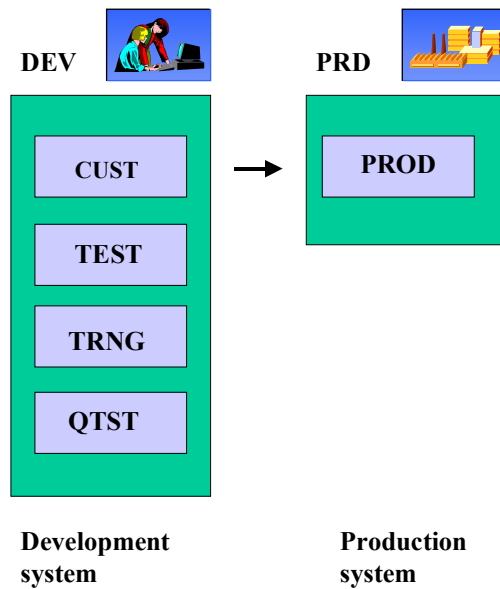 DEV
PRD
CUST
PROD
TEST
TRNG
QTST
Development
system
Production
system